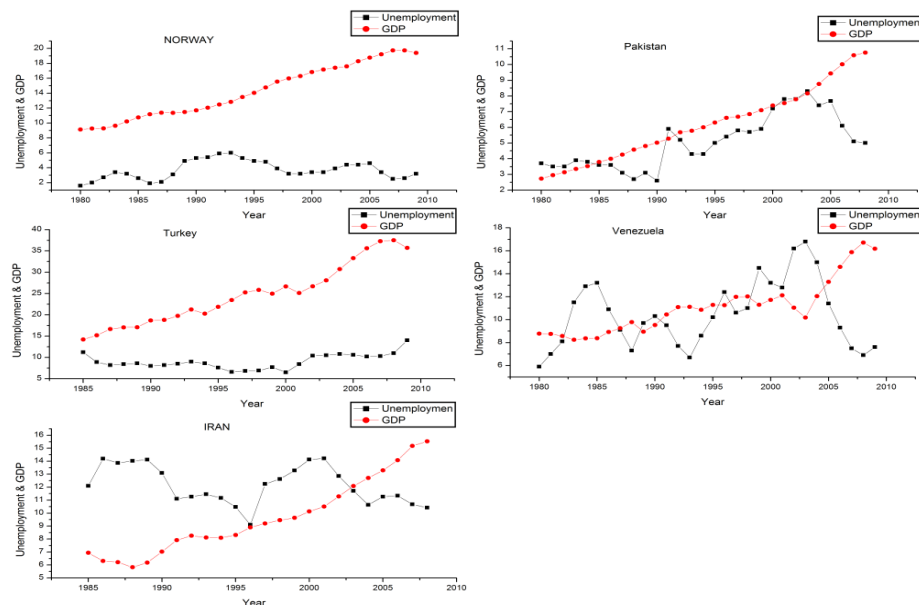 Unemployment
GDP
NORWAY
20
18
16
14
12
10
8
6
4
2
Unemployment & GDP
1980 1985 1990 1995 2000 2005 2010
Year
Unemploymen
GDP
Pakistan
11
10
9
8
7
6
5
4
3
2
Unemployment & GDP
1980 1985 1990 1995 2000 2005 2010
Year
Unemployment
GDP
Turkey
40
35
30
25
20
15
10
5
Unemployment & GDP
1985 1990 1995 2000 2005 2010
Year
Unemploymen
GDP
Venezuela
18
16
14
12
10
8
6
Unemployment & GDP
1980 1985 1990 1995 2000 2005 2010
Year
Unemploymen
GDP
IRAN
16
15
14
13
12
11
10
9
8
7
6
5
Unemployment & GDP
1985 1990 1995 2000 2005 2010
Year